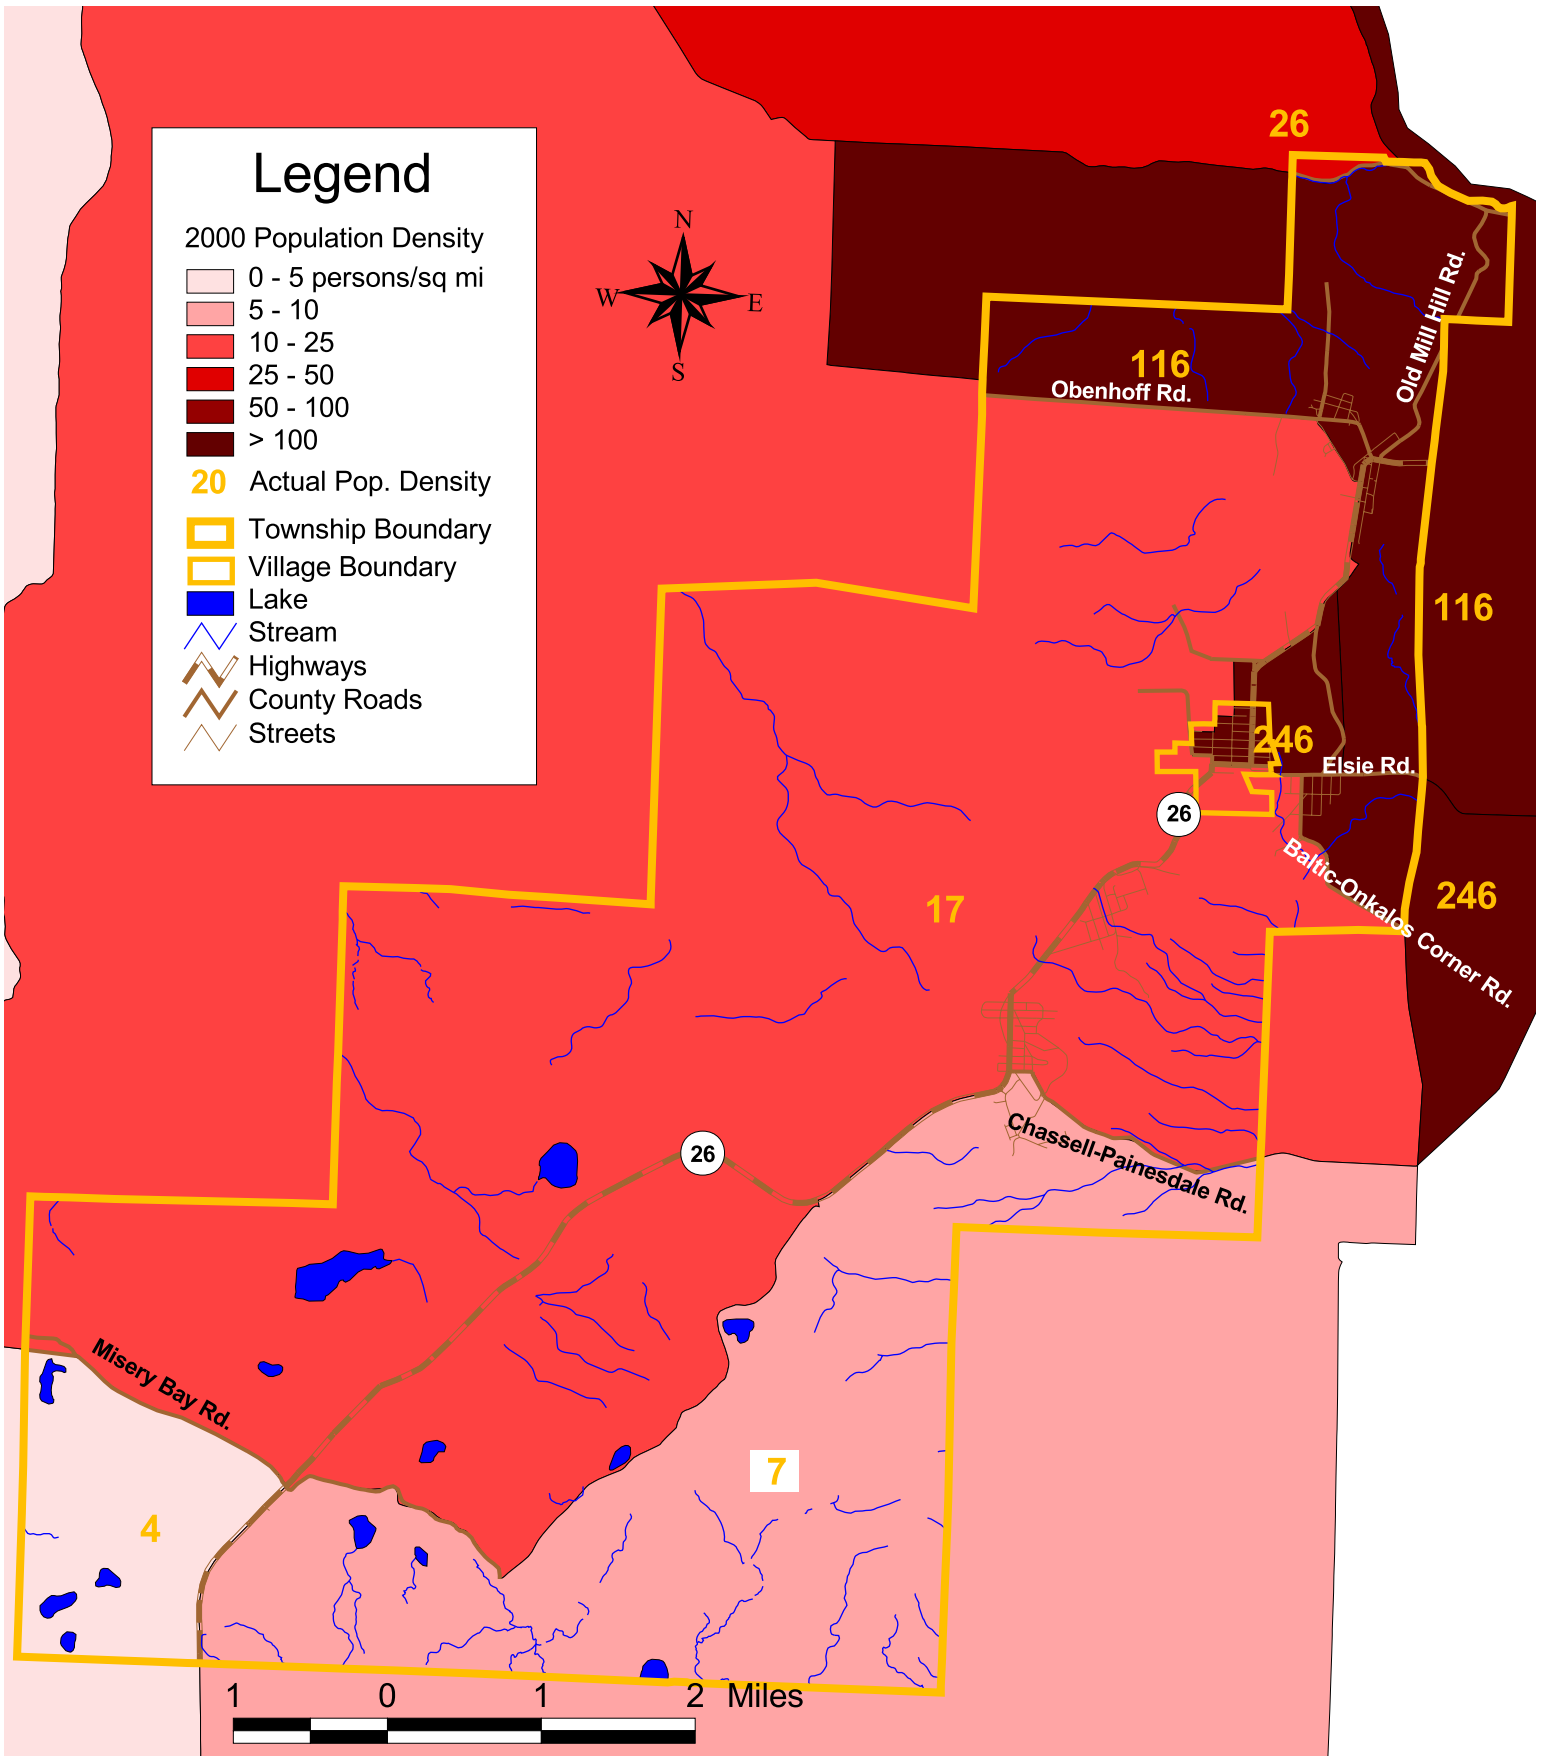 26
Legend
2000 Population Density
0 - 5 persons/sq mi
5 - 10
10 - 25
25 - 50
50 - 100
> 100
20 Actual Pop. Density
Township Boundary
Village Boundary
Lake
Stream
Highways
County Roads
Streets
N
W
E
S
Old Mill Hill Rd.
116
Obenhoff Rd.
116
246
Elsie Rd.
26
Baltic-Onkalos Corner Rd.
246
17
Chassell-Painesdale Rd.
26
Misery Bay Rd.
7
4
1 0 1 2 Miles